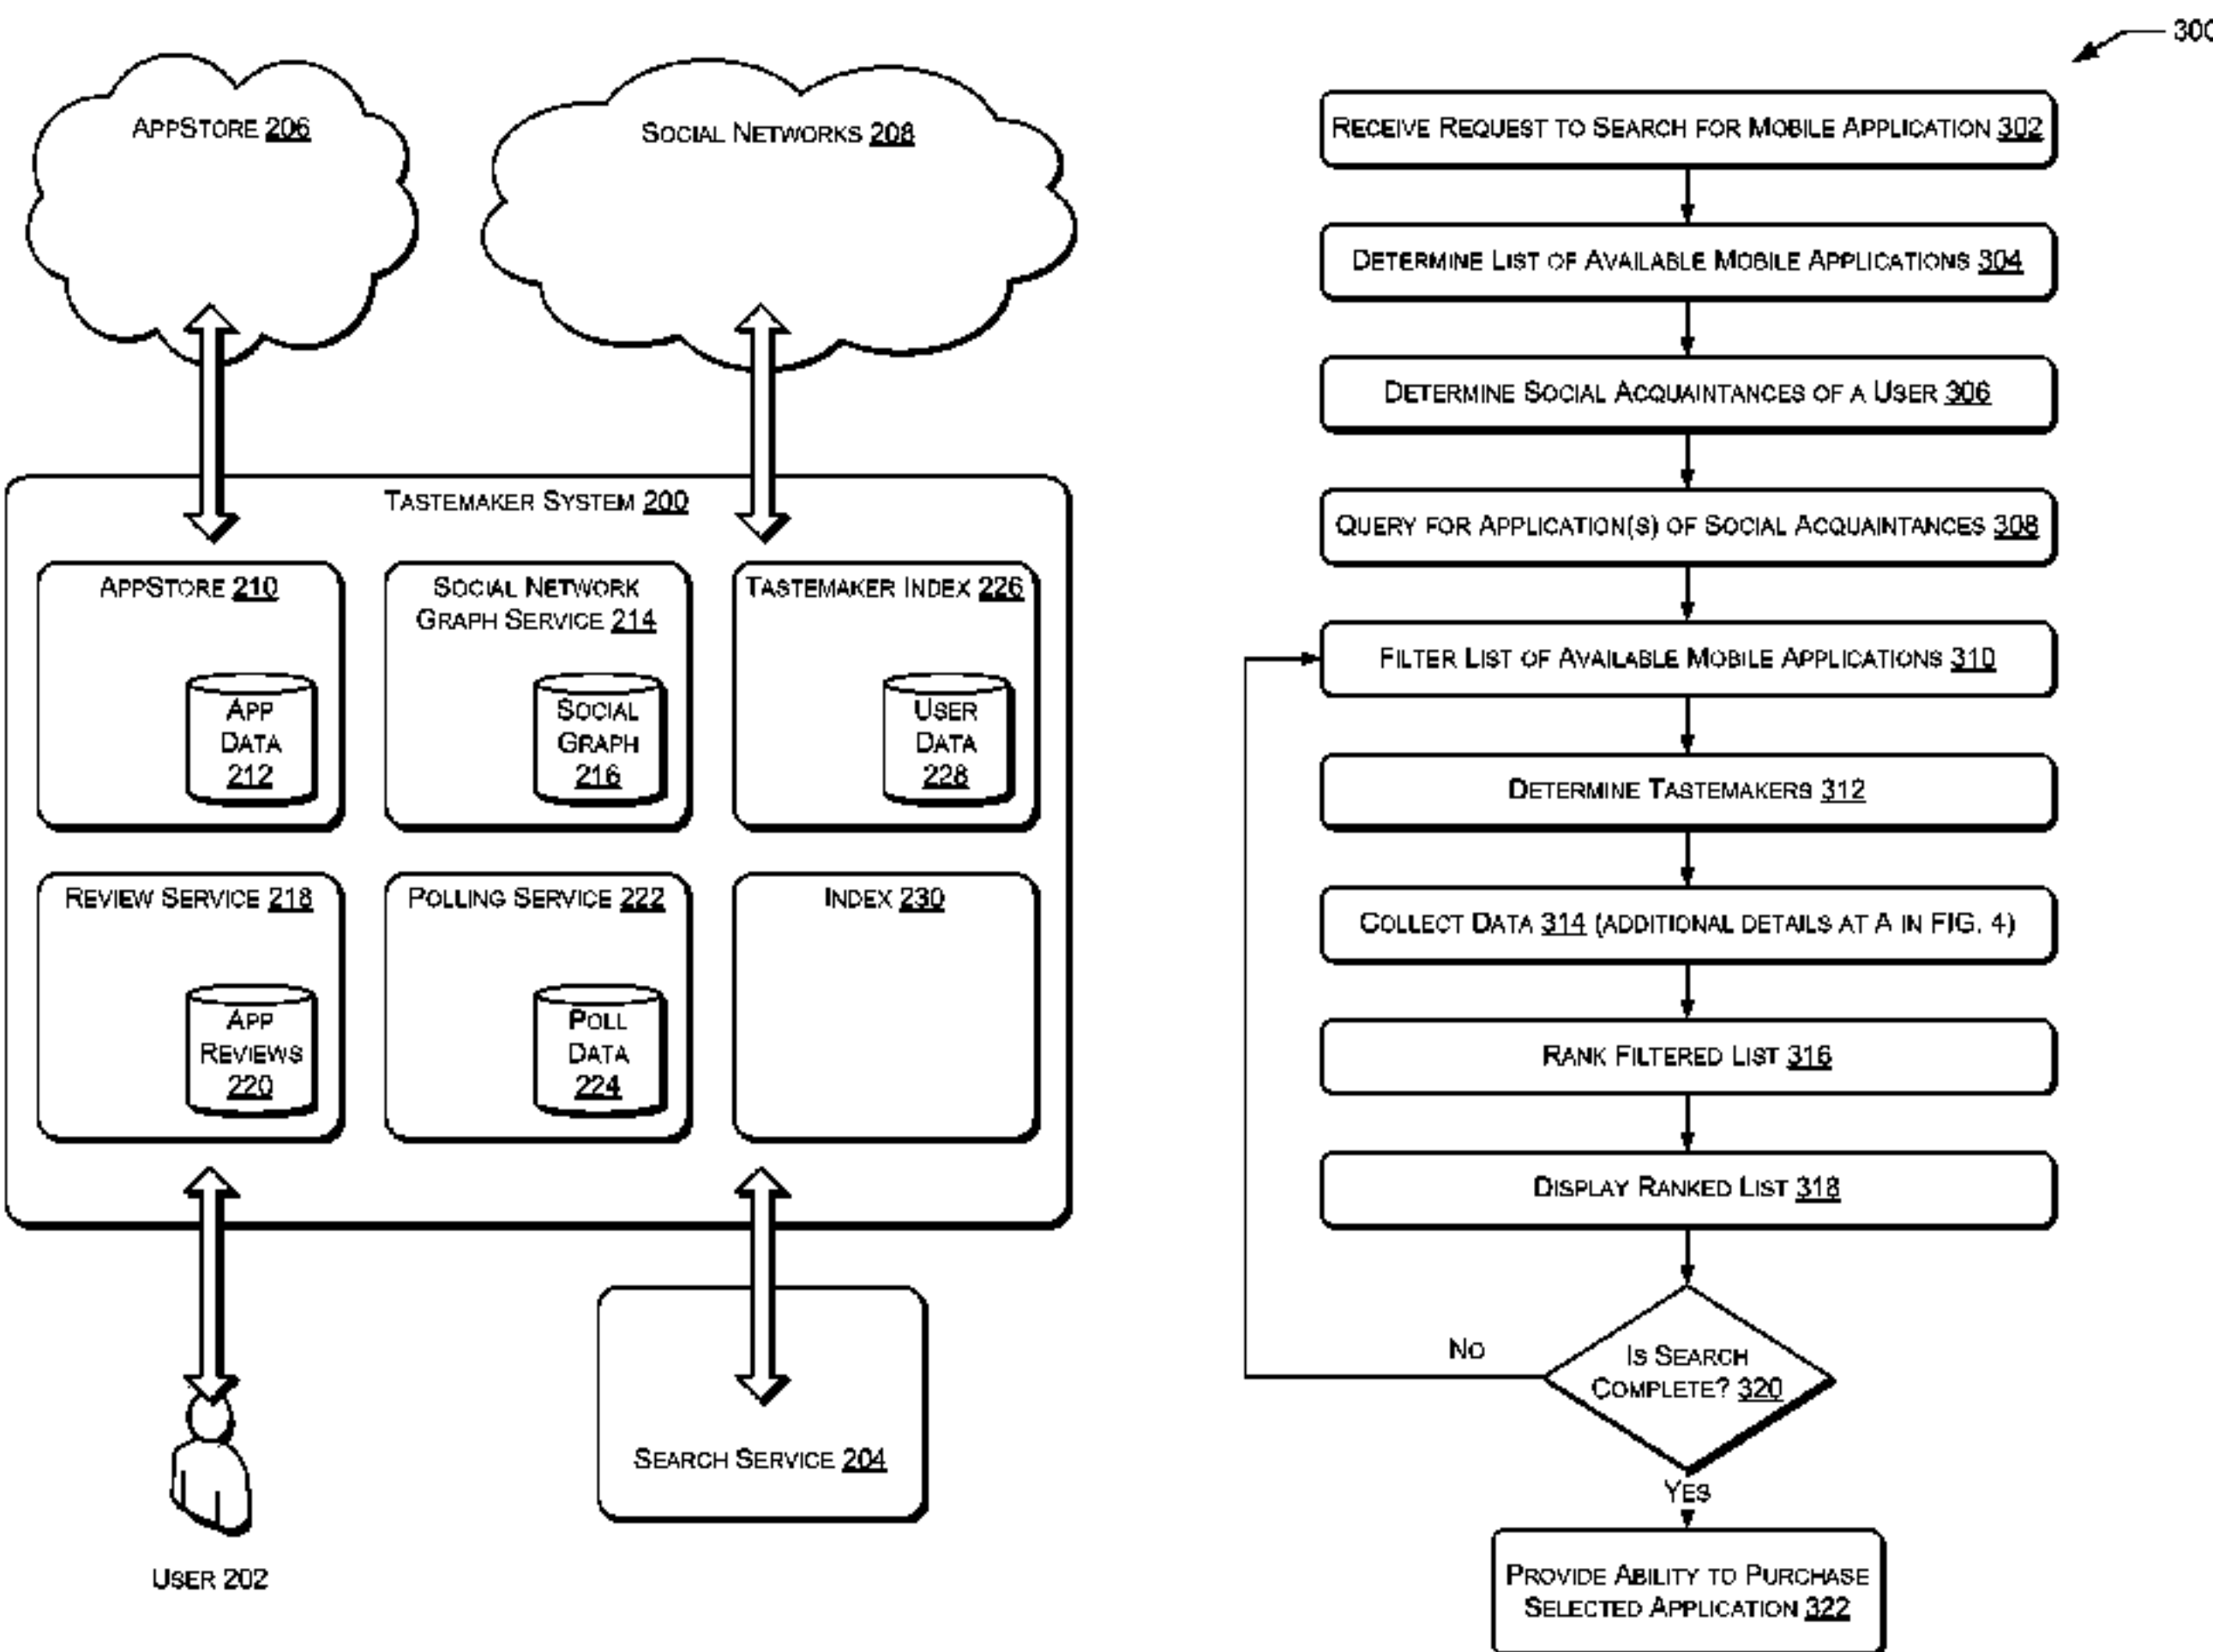 APPSTORE 206
SOCIAL NETWORKS 208
TASTEMAKER SYSTEM 200
APPSTORE 210
APP
DATA
212
SOCIAL NETWORK
GRAPH SERVICE 214
SOCIAL
GRAPH
216
TASTEMAKER INDEX 226
USER
DATA
228
REVIEW SERVICE 218
APP
REVIEWS
220
POLLING SERVICE 222
POLL
DATA
224
INDEX 230
SEARCH SERVICE 204
USER 202
300
RECEIVE REQUEST TO SEARCH FOR MOBILE APPLICATION 302
DETERMINE LIST OF AVAILABLE MOBILE APPLICATIONS 304
DETERMINE SOCIAL ACQUAINTANCES OF A USER 306
QUERY FOR APPLICATION(S) OF SOCIAL ACQUAINTANCES 308
FILTER LIST OF AVAILABLE MOBILE APPLICATIONS 310
DETERMINE TASTEMAKERS 312
COLLECT DATA 314 (ADDITIONAL DETAILS AT A IN FIG. 4)
RANK FILTERED LIST 316
DISPLAY RANKED LIST 318
NO
IS SEARCH
COMPLETE? 320
YES
PROVIDE ABILITY TO PURCHASE
SELECTED APPLICATION 322